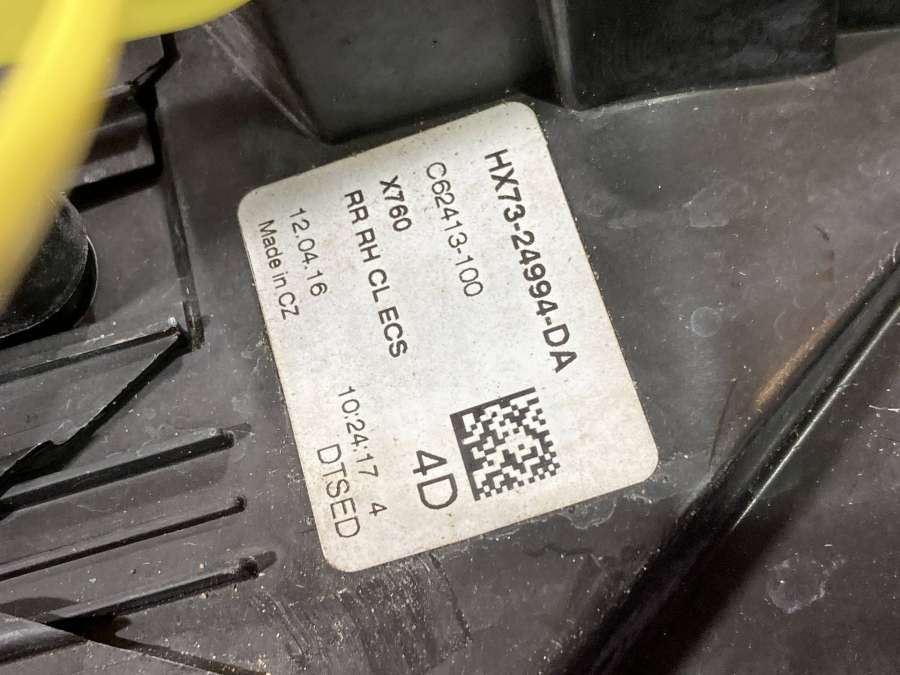 HX73-24994-DA
C62413-100
X760
RR RH CL ECS
4D
12.04.16 10:24:17 4
Made in CZ DTSED